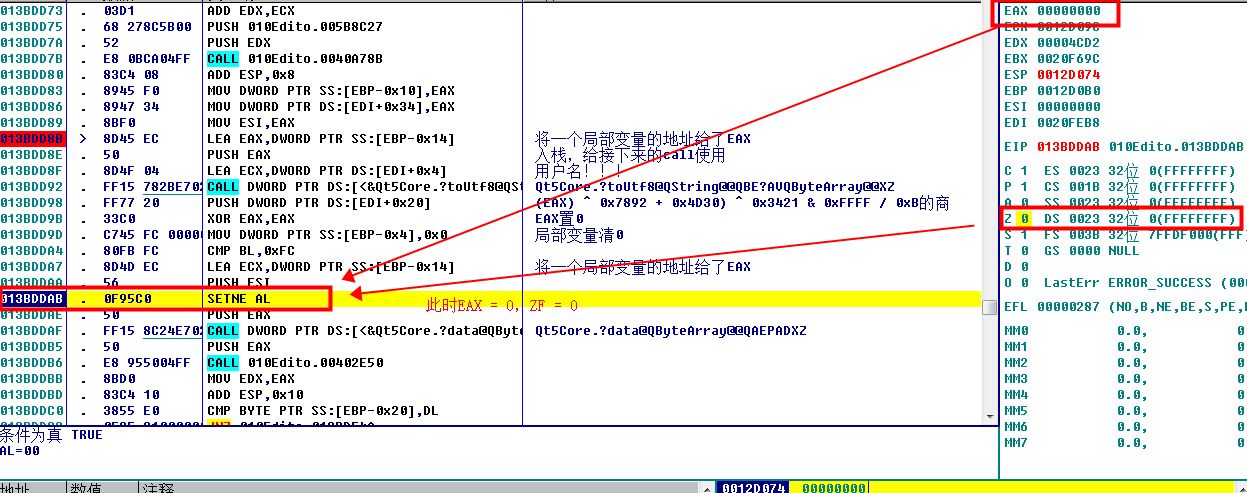 013BDD73 . 03D1 ADD EDX,ECX
013BDD75 . 68 278C5B00 PUSH 010Edito.005B8C27
013BDD7A . 52 PUSH EDX
013BDD7B . E8 0BCA04FF CALL 010Edito.0040A78B
013BDD80 . 83C4 08 ADD ESP,0x8
013BDD83 . 8945 F0 MOV DWORD PTR SS:[EBP-0x10],EAX
013BDD86 . 8947 34 MOV DWORD PTR DS:[EDI+0x34],EAX
013BDD89 . 8BF0 MOV ESI,EAX
013BDD8B > 8D45 EC LEA EAX,DWORD PTR SS:[EBP-0x14] 将一个局部变量的地址给了EAX
013BDD8E . 50 PUSH EAX 入栈，给接下来的Call使用
013BDD8F . 8D4F 04 LEA ECX,DWORD PTR DS:[EDI+0x4] 用户名！！！
013BDD92 . FF15 782BE702 CALL DWORD PTR DS:[<&Qt5Core.?toUtf8@QSt Qt5Core.?toUtf8@QString@@QBE?AVQByteArray@@XZ
013BDD98 . FF77 20 PUSH DWORD PTR DS:[EDI+0x20] (EAX) ^ 0x7892 + 0x4D30) ^ 0x3421 & 0xFFFF / 0xB的商
013BDD9B . 33C0 XOR EAX,EAX EAX置0
013BDD9D . C745 FC 00000 MOV DWORD PTR SS:[EBP-0x4],0x0 局部变量清0
013BDDA4 . 80FB FC CMP BL,0xFC
013BDDA7 . 8D4D EC LEA ECX,DWORD PTR SS:[EBP-0x14] 将一个局部变量的地址给了EAX
013BDDAA . 56 PUSH ESI
013BDDAB . 0F95C0 SETNE AL
此时EAX = 0, ZF = 0
013BDDAE . 50 PUSH EAX
013BDDAF . FF15 8C24E702 CALL DWORD PTR DS:[<&Qt5Core.?data@QByte Qt5Core.?data@QByteArray@@QAEPADXZ
013BDDB5 . 50 PUSH EAX
013BDDB6 . E8 955004FF CALL 010Edito.00402E50
013BDDBB . 8BD0 MOV EDX,EAX
013BDDBD . 83C4 10 ADD ESP,0x10
013BDDC0 . 3855 E0 CMP BYTE PTR SS:[EBP-0x20],DL
条件为真 TRUE
AL=00
EAX 00000000
ECX 0012D09C
EDX 00004CD2
EBX 0020F69C
ESP 0012D074
EBP 0012D0B0
ESI 00000000
EDI 0020FEB8
EIP 013BDDAB 010Edito.013BDDAB
C 1 ES 0023 32位 0(FFFFFFFF)
P 1 CS 001B 32位 0(FFFFFFFF)
A 0 SS 0023 32位 0(FFFFFFFF)
Z 0 DS 0023 32位 0(FFFFFFFF)
S 1 FS 003B 32位 7FFDF000(FFF
T 0 GS 0000 NULL
D 0
O 0 LastErr ERROR_SUCCESS (000
EFL 00000287 (NO,B,NE,BE,S,PE,
MM0 0.0, 0
MM1 0.0, 0
MM2 0.0, 0
MM3 0.0, 0
MM4 0.0, 0
MM5 0.0, 0
MM6 0.0, 0
MM7 0.0, 0
地址 数值 注释
0012D074 00000000